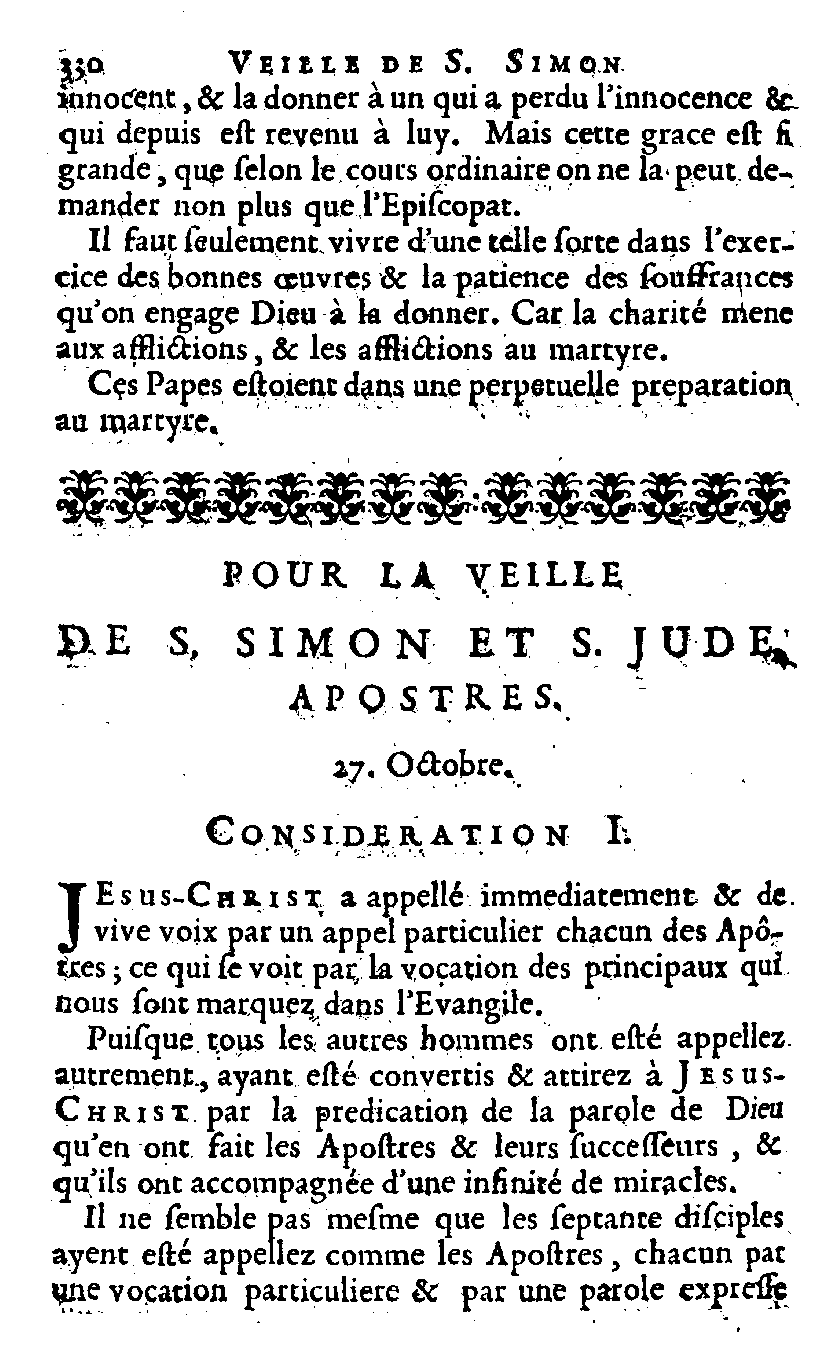 330 VEILLE DE S. SIMON
innocent, & la donner à un qui a perdu l'innocence &
qui depuis eſt revenu à luy. Mais cette grace eſt ſi
grande, que ſelon le cours ordinaire on ne la peut de-
mander non plus que l'Epiſcopat.
Il faut ſeulement vivre d'une telle ſorte dans l'exer-
cice des bonnes œuvres & la patience des ſouffrances
qu'on engage Dieu à la donner. Car la charité mene
aux afflictions, & les afflictions au martyre.
Ces Papes eſtoient dans une perpetuelle preparation
au martyre.
POUR LA VEILLE
DE S. SIMON ET S. JUDE,
APOSTRES.
27. Octobre.
CONSIDERATION I.
JESUS-CHRIST a appellé immediatement & de
vive voix par un appel particulier chacun des Apô-
tres; ce qui ſe voit par la vocation des principaux qui
nous ſont marquez dans l'Evangile.
Puiſque tous les autres hommes ont eſté appellez
autrement, ayant eſté convertis & attirez à JESUS-
CHRIST par la predication de la parole de Dieu
qu'en ont fait les Apoſtres & leurs ſucceſſeurs, &
qu'ils ont accompagnée d'une infinité de miracles.
Il ne ſemble pas meſme que les ſeptante diſciples
ayent eſté appellez comme les Apoſtres, chacun par
une vocation particuliere & par une parole expreſſe